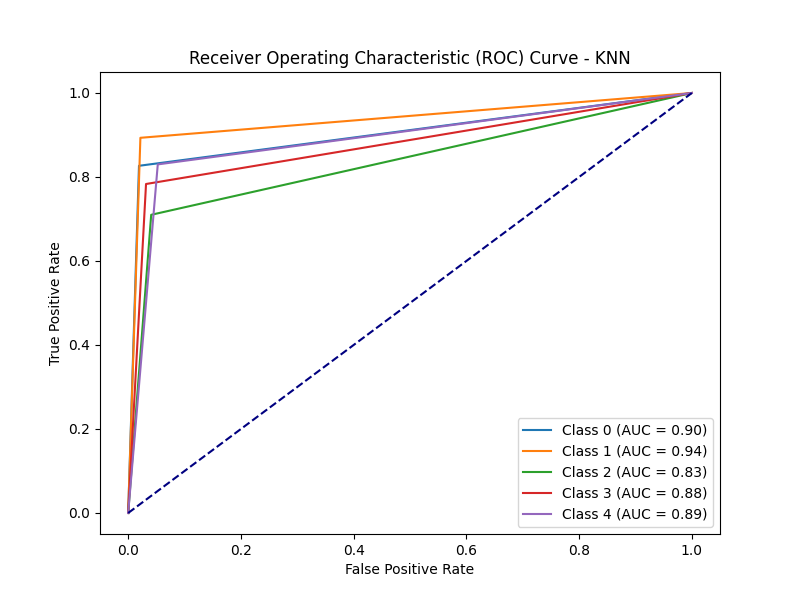 Receiver Operating Characteristic (ROC) Curve - KNN
1.0
0.8
0.6
0.4
0.2
0.0
True Positive Rate
Class 0 (AUC = 0.90)
Class 1 (AUC = 0.94)
Class 2 (AUC = 0.83)
Class 3 (AUC = 0.88)
Class 4 (AUC = 0.89)
0.0 0.2 0.4 0.6 0.8 1.0
False Positive Rate